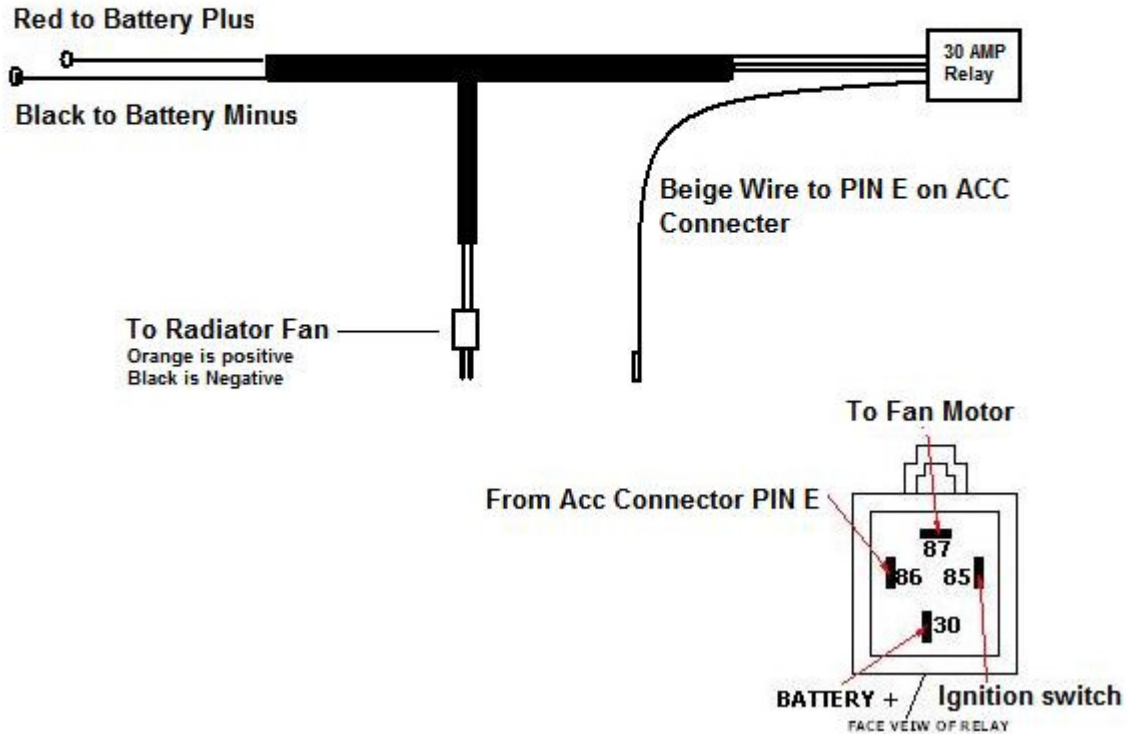 Red to Battery Plus
30 AMP
Relay
Black to Battery Minus
Beige Wire to PIN E on ACC
Connecter
To Radiator Fan
Orange is positive
Black is Negative
To Fan Motor
From Acc Connector PIN E
87
86 85
30
BATTERY + Ignition switch
FACE VEIW OF RELAY